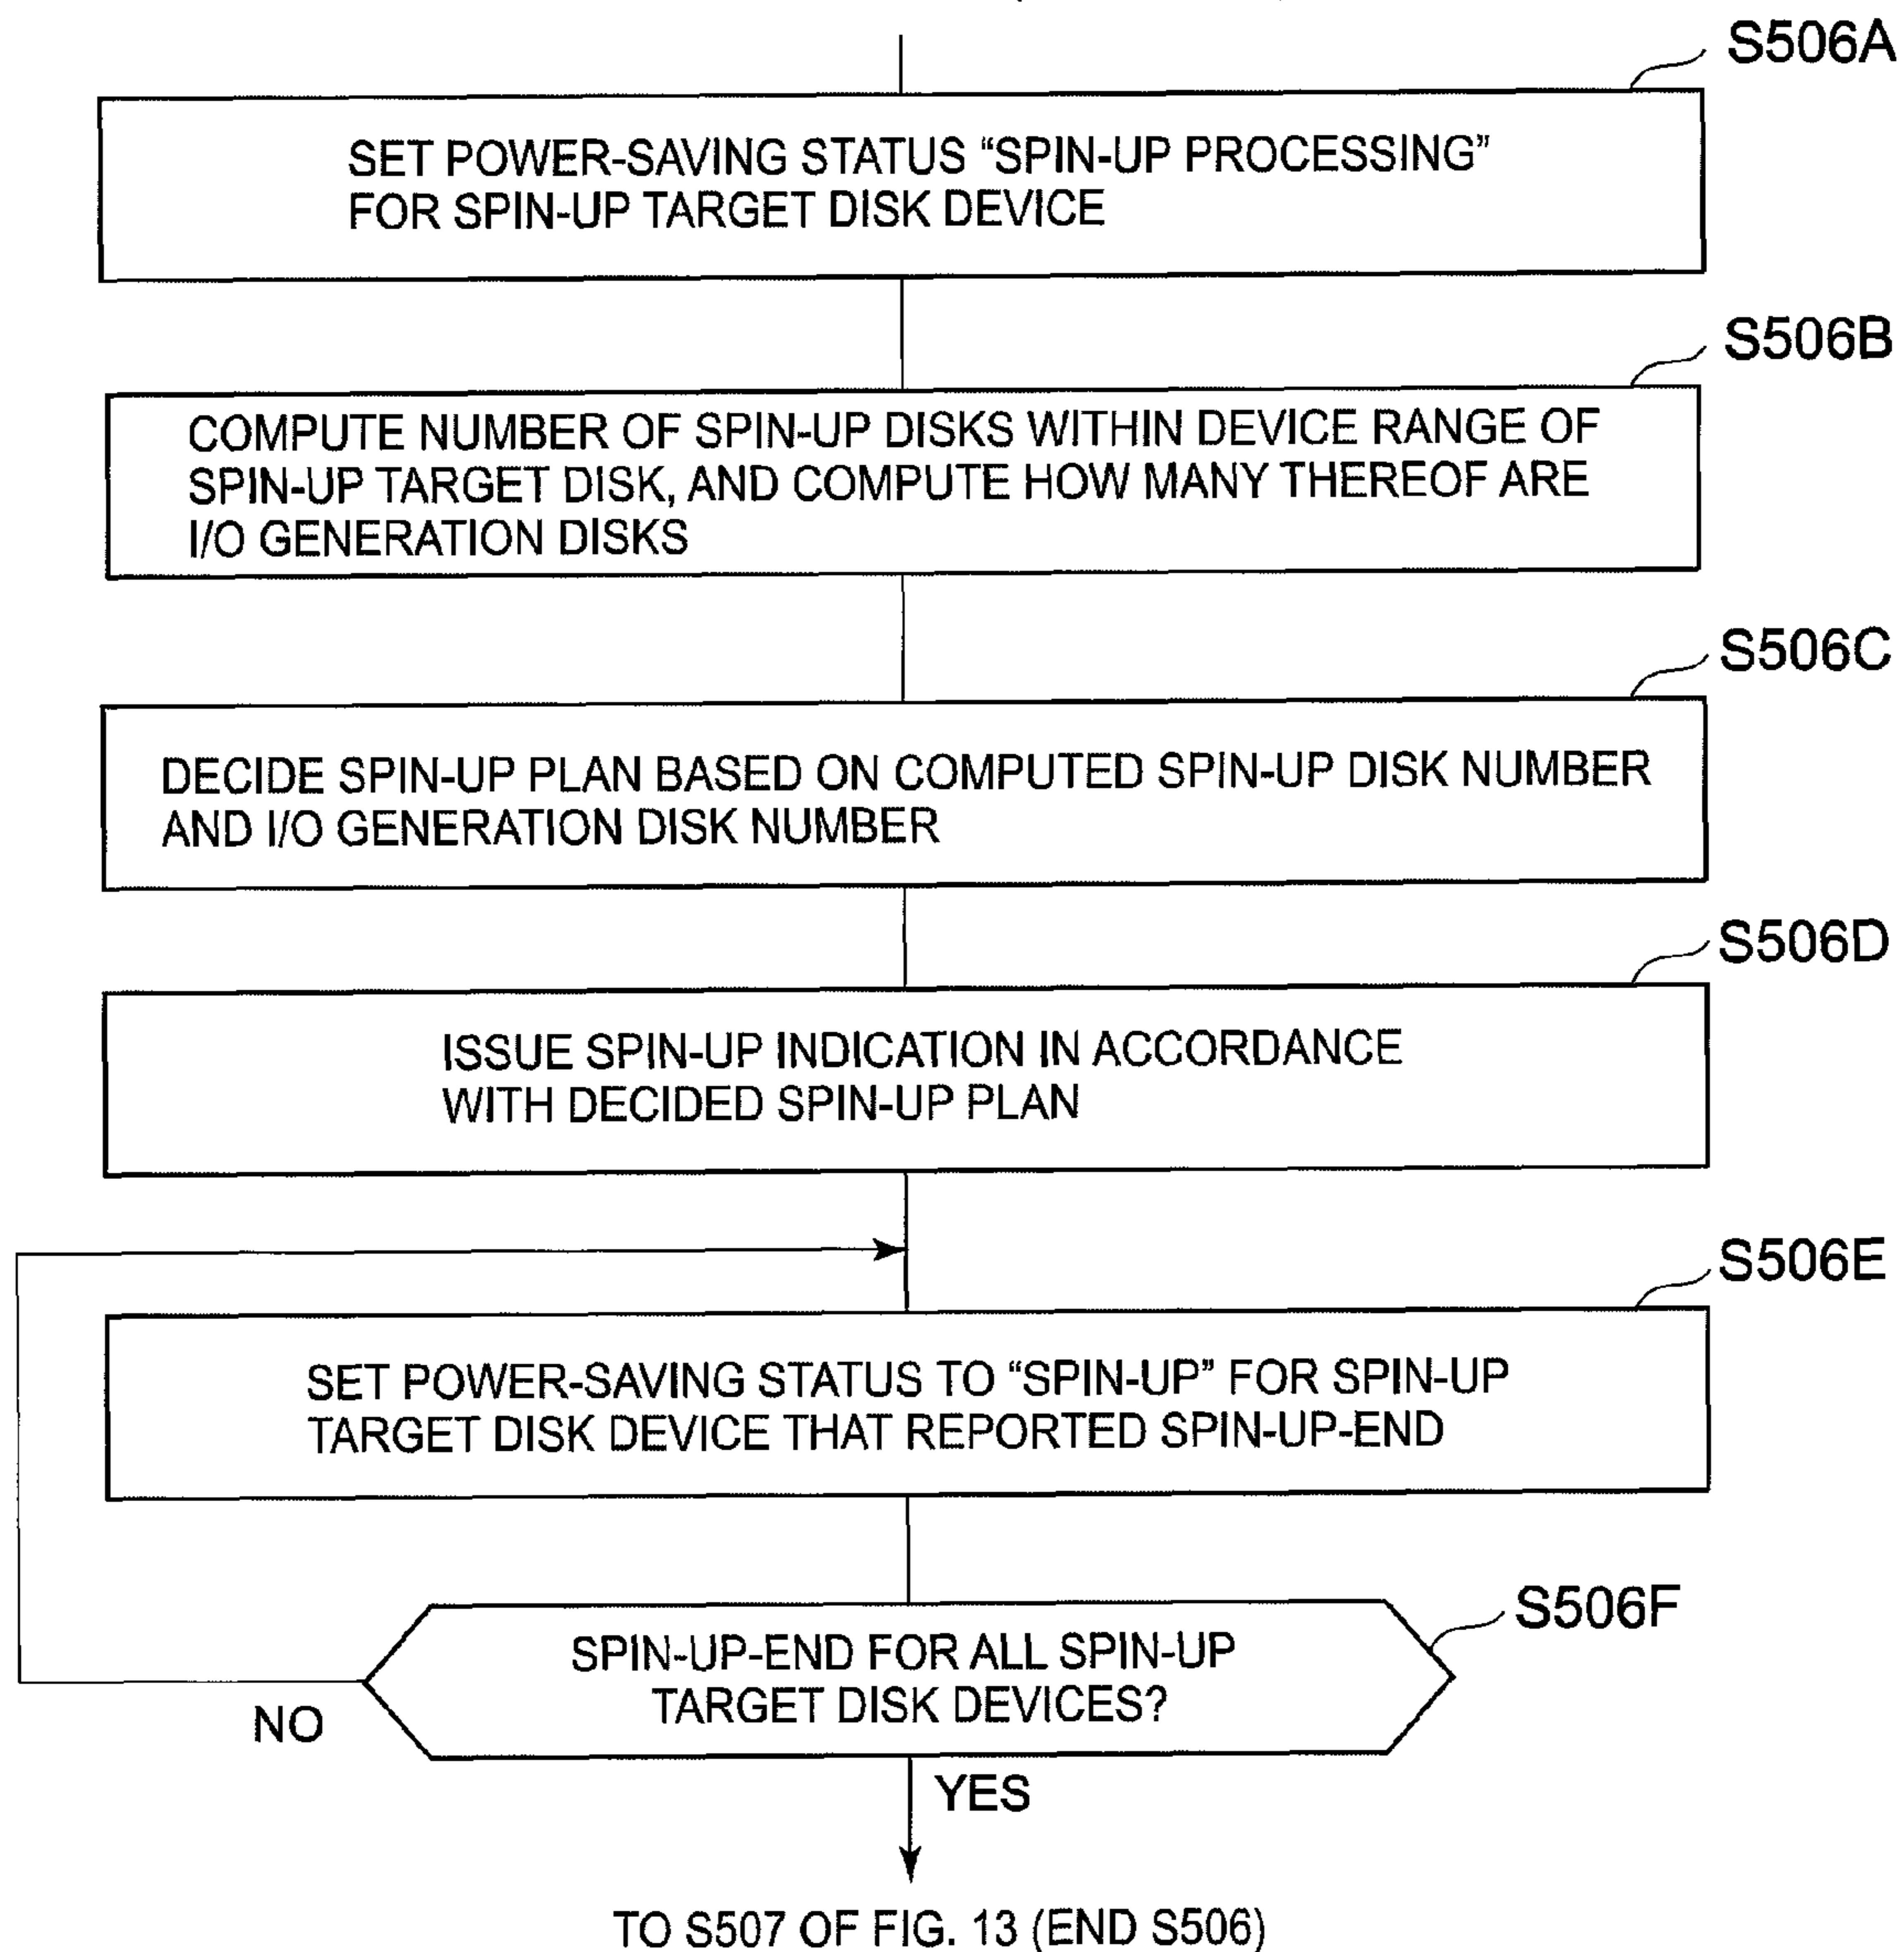 S506A
SET POWER-SAVING STATUS “SPIN-UP PROCESSING”
FOR SPIN-UP TARGET DISK DEVICE
S506B
COMPUTE NUMBER OF SPIN-UP DISKS WITHIN DEVICE RANGE OF
SPIN-UP TARGET DISK, AND COMPUTE HOW MANY THEREOF ARE
I/O GENERATION DISKS
S506C
DECIDE SPIN-UP PLAN BASED ON COMPUTED SPIN-UP DISK NUMBER
AND I/O GENERATION DISK NUMBER
S506D
ISSUE SPIN-UP INDICATION IN ACCORDANCE
WITH DECIDED SPIN-UP PLAN
S506E
SET POWER-SAVING STATUS TO “SPIN-UP” FOR SPIN-UP
TARGET DISK DEVICE THAT REPORTED SPIN-UP-END
S506F
SPIN-UP-END FOR ALL SPIN-UP
TARGET DISK DEVICES?
NO
YES
TO S507 OF FIG. 13 (END S506)